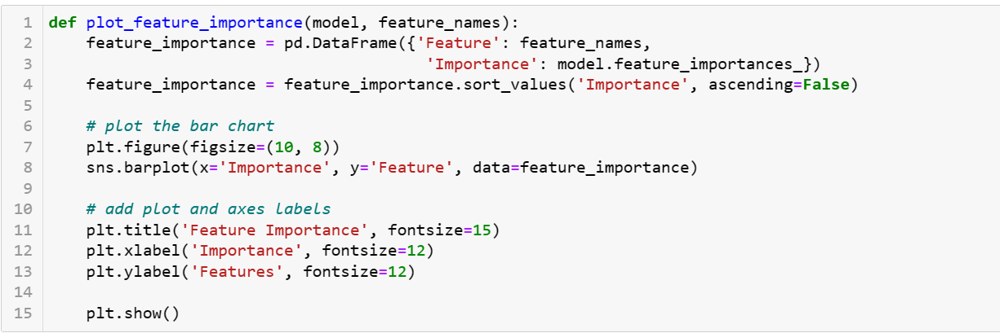 1 def plot_feature_importance(model, feature_names):
2     feature_importance = pd.DataFrame({'Feature': feature_names,
3                                        'Importance': model.feature_importances_})
4     feature_importance = feature_importance.sort_values('Importance', ascending=False)
5
6     # plot the bar chart
7     plt.figure(figsize=(10, 8))
8     sns.barplot(x='Importance', y='Feature', data=feature_importance)
9
10     # add plot and axes labels
11     plt.title('Feature Importance', fontsize=15)
12     plt.xlabel('Importance', fontsize=12)
13     plt.ylabel('Features', fontsize=12)
14
15     plt.show()